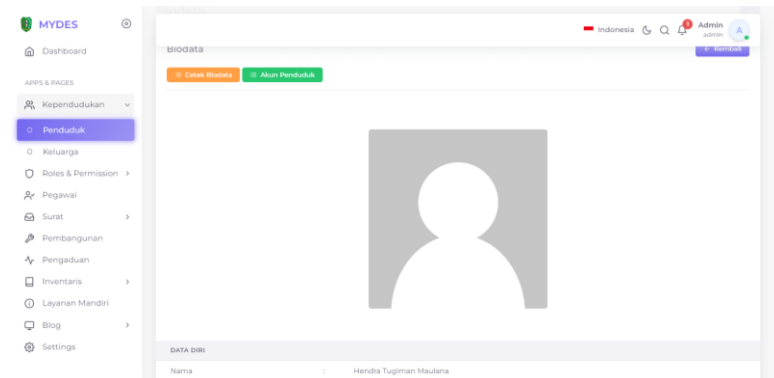 MYDES
Dashboard
APPS & PAGES
Kependudukan
Penduduk
Keluarga
Roles & Permission
Pegawai
Surat
Pembangunan
Pengaduan
Inventaris
Layanan Mandiri
Blog
Settings
Indonesia
1
Admin
admin
A
Biodata
Kembali
Cetak Biodata
Akun Penduduk
DATA DIRI
Nama : Hendra Tugiman Maulana